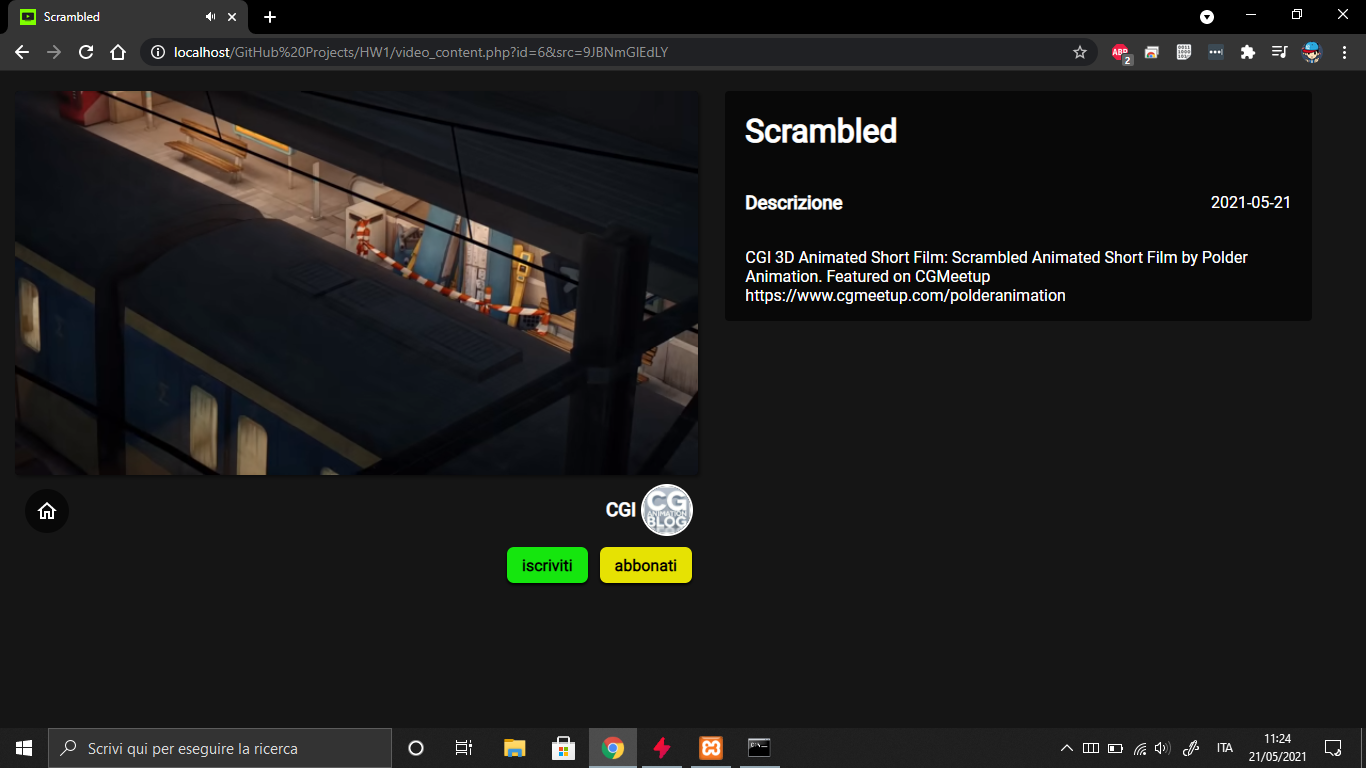 Scrambled
localhost/GitHub%20Projects/HW1/video_content.php?id=6&src=9JBNmGlEdLY
ABP
2
Scrambled
Descrizione
2021-05-21
CGI 3D Animated Short Film: Scrambled Animated Short Film by Polder
Animation. Featured on CGMeetup
https://www.cgmeetup.com/polderanimation
CGI
CG
ANIMATION
BLOG
iscriviti
abbonati
Scrivi qui per eseguire la ricerca
ITA
11:24
21/05/2021